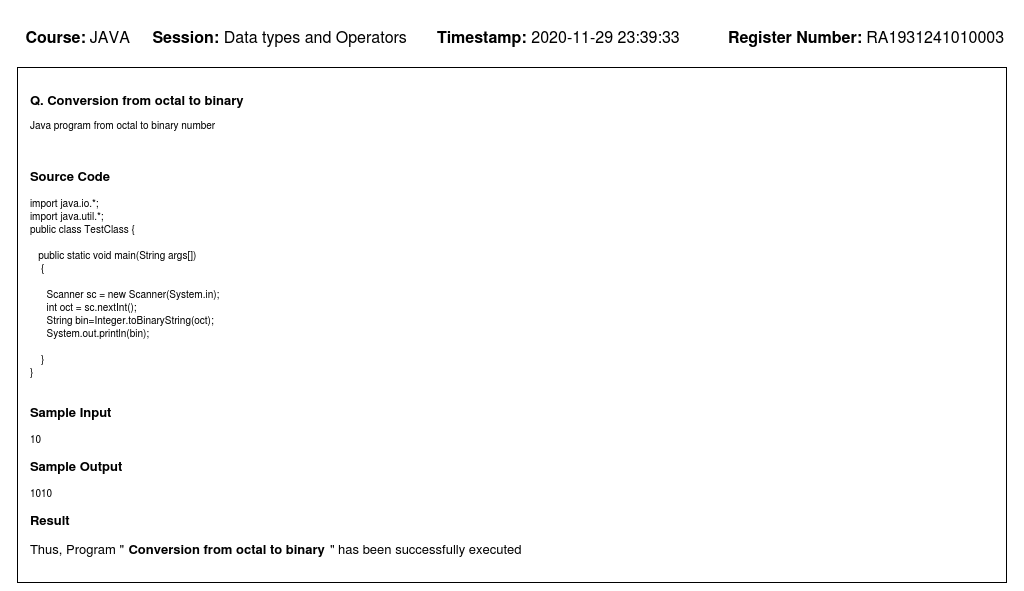 Course: JAVA Session: Data types and Operators Timestamp: 2020-11-29 23:39:33 Register Number: RA1931241010003
Q. Conversion from octal to binary
Java program from octal to binary number
Source Code
import java.io.*;
import java.util.*;
public class TestClass {
public static void main(String args[])
{
Scanner sc = new Scanner(System.in);
int oct = sc.nextInt();
String bin=Integer.toBinaryString(oct);
System.out.println(bin);
}
}
Sample Input
10
Sample Output
1010
Result
Thus, Program " Conversion from octal to binary " has been successfully executed